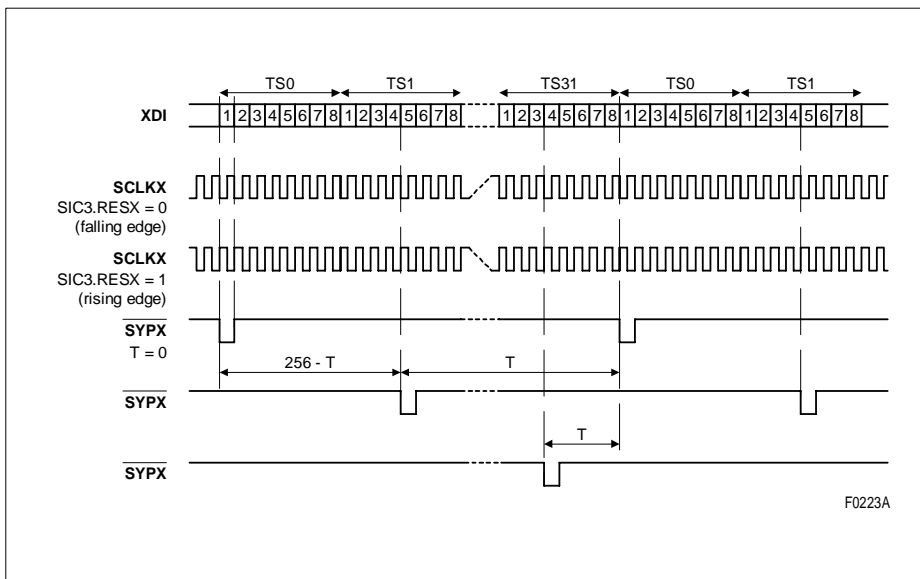 TS0 TS1 TS31 TS0 TS1
XDI 1 2 3 4 5 6 7 8 1 2 3 4 5 6 7 8 1 2 3 4 5 6 7 8 1 2 3 4 5 6 7 8 1 2 3 4 5 6 7 8
SCLKX
SIC3.RESX = 0
(falling edge)
SCLKX
SIC3.RESX = 1
(rising edge)
SYPX
T = 0
256 - T T
SYPX
T
SYPX
F0223A